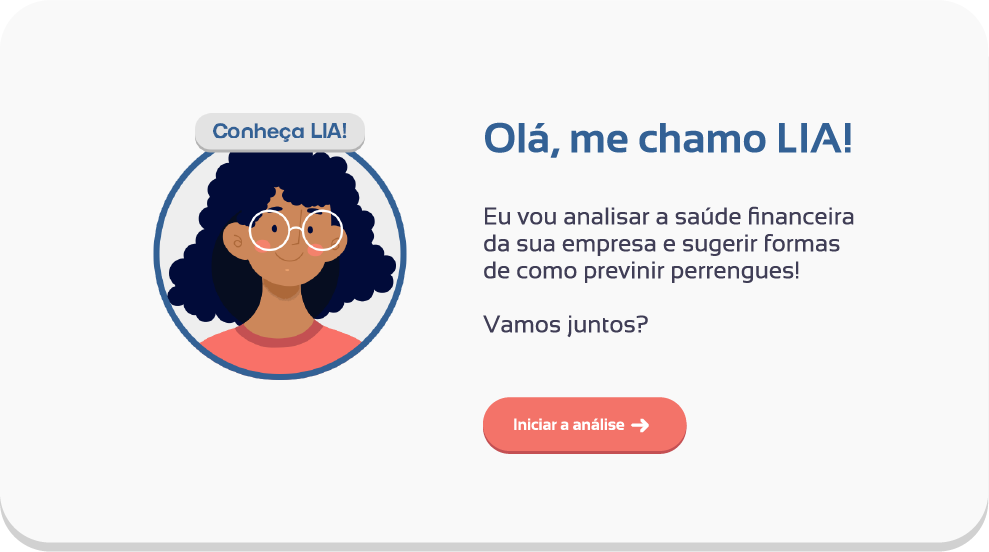 Conheça LIA!
Olá, me chamo LIA!
Eu vou analisar a saúde financeira
da sua empresa e sugerir formas
de como previnir perrengues!
Vamos juntos?
Iniciar a análise